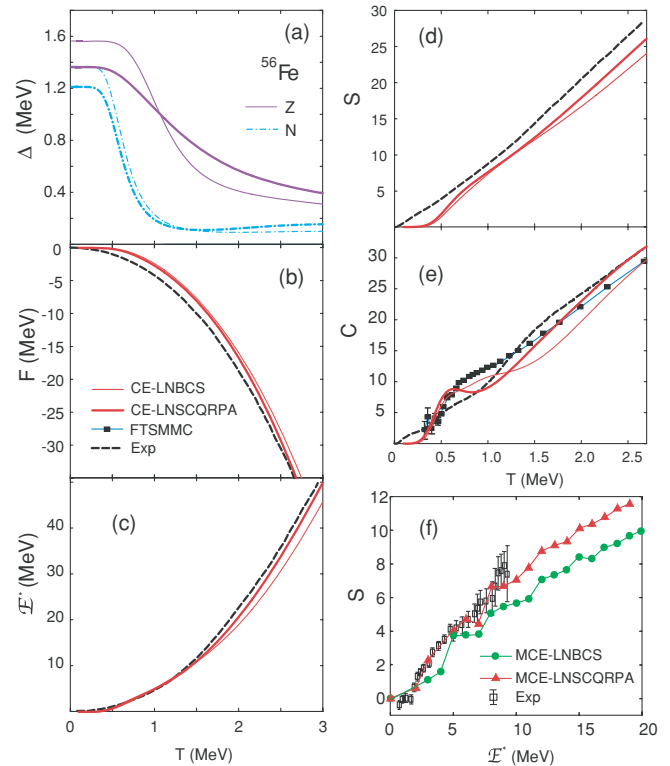 1.6
1.2
0.8
0.4
Δ (MeV)
(a)
⁵⁶Fe
Z
N
0
-5
-10
-15
-20
-25
-30
F (MeV)
(b)
CE-LNBCS
CE-LNSCQRPA
FTSMMC
Exp
40
30
20
10
ℰ* (MeV)
(c)
0 1 2 3
T (MeV)
30
20
10
S
(d)
30
25
20
15
10
5
C
(e)
0.0 0.5 1.0 1.5 2.0 2.5
T (MeV)
12
10
8
6
4
2
0
S
(f)
MCE-LNBCS
MCE-LNSCQRPA
Exp
0 5 10 15 20
ℰ* (MeV)